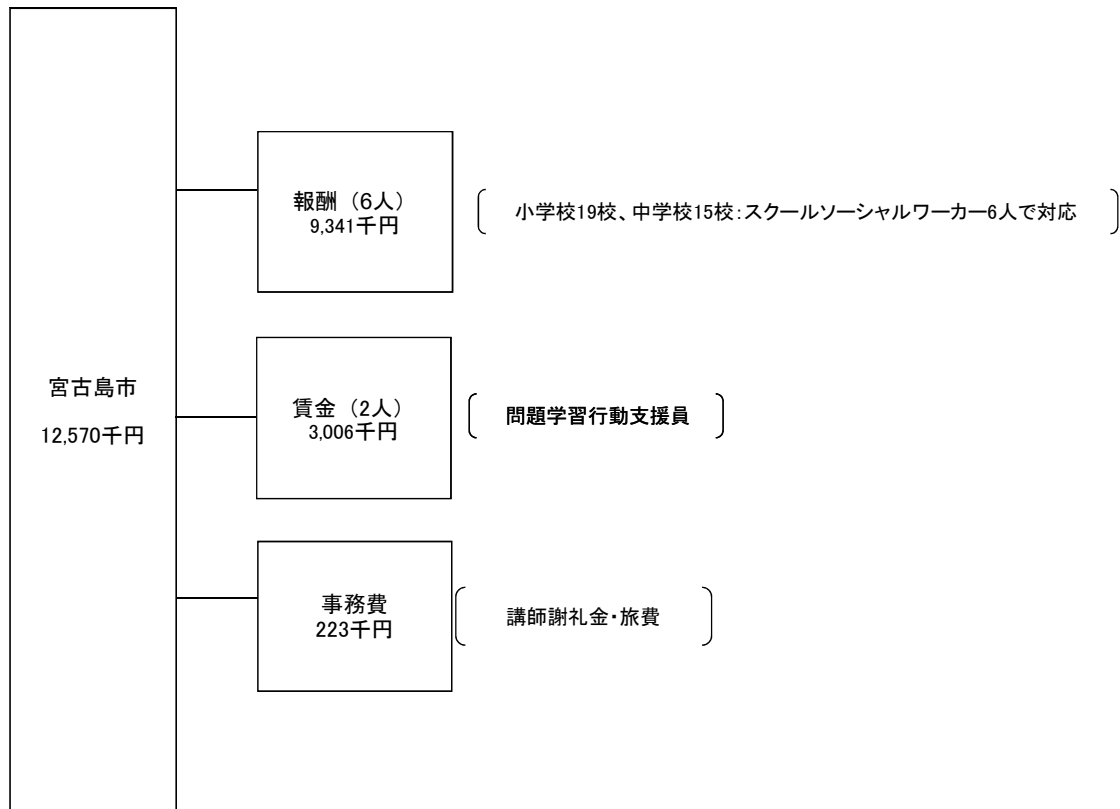 宮古島市
12,570千円
報酬（6人）
9,341千円
小学校19校、中学校15校：スクールソーシャルワーカー6人で対応
賃金（2人）
3,006千円
問題学習行動支援員
事務費
223千円
講師謝礼金・旅費